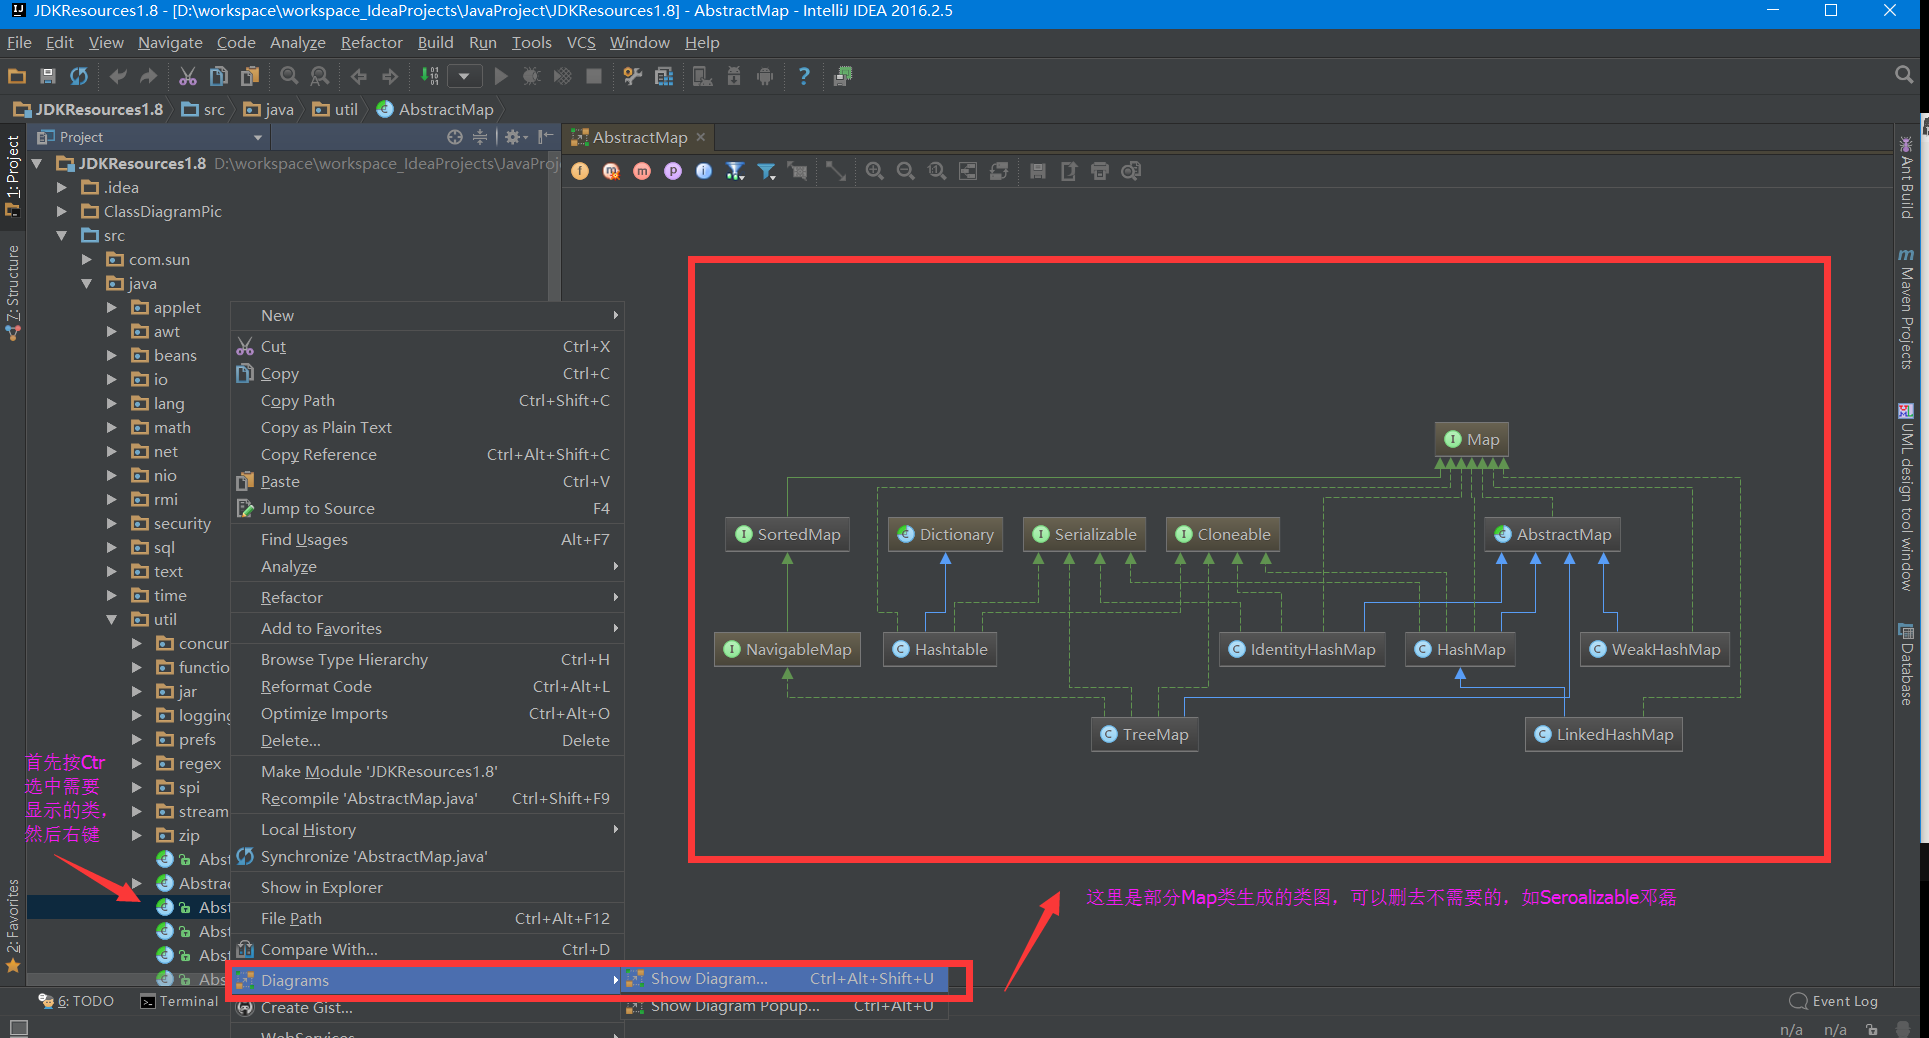 JDKResources1.8 - [D:\workspace\workspace_IdeaProjects\JavaProject\JDKResources1.8] - AbstractMap - IntelliJ IDEA 2016.2.5
File Edit View Navigate Code Analyze Refactor Build Run Tools VCS Window Help
JDKResources1.8 src java util AbstractMap
Project
AbstractMap
1: Project
7: Structure
2: Favorites
JDKResources1.8 D:\workspace\workspace_IdeaProjects\JavaProj
.idea
ClassDiagramPic
src
com.sun
java
applet
awt
beans
io
lang
math
net
nio
rmi
security
sql
text
time
util
concur
functio
jar
logging
prefs
regex
spi
stream
zip
Abst
Abstrac
Abst
Abst
Abst
Abs
首先按Ctr
选中需要
显示的类，
然后右键
New
Cut Ctrl+X
Copy Ctrl+C
Copy Path Ctrl+Shift+C
Copy as Plain Text
Copy Reference Ctrl+Alt+Shift+C
Paste Ctrl+V
Jump to Source F4
Find Usages Alt+F7
Analyze
Refactor
Add to Favorites
Browse Type Hierarchy Ctrl+H
Reformat Code Ctrl+Alt+L
Optimize Imports Ctrl+Alt+O
Delete... Delete
Make Module 'JDKResources1.8'
Recompile 'AbstractMap.java' Ctrl+Shift+F9
Local History
Synchronize 'AbstractMap.java'
Show in Explorer
File Path Ctrl+Alt+F12
Compare With... Ctrl+D
Diagrams
Create Gist...
WebServices
Show Diagram... Ctrl+Alt+Shift+U
Show Diagram Popup... Ctrl+Alt+U
Map
SortedMap Dictionary Serializable Cloneable AbstractMap
NavigableMap Hashtable IdentityHashMap HashMap WeakHashMap
TreeMap LinkedHashMap
这里是部分Map类生成的类图，可以删去不需要的，如Seroalizable邓磊
Ant Build
Maven Projects
UML design tool window
Database
6: TODO Terminal Event Log
n/a n/a